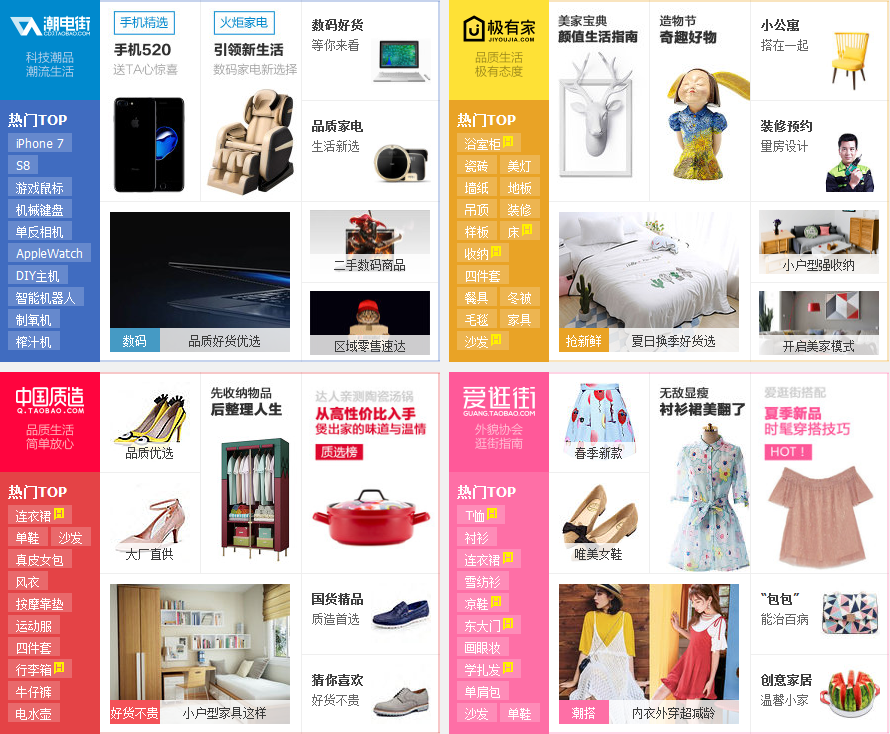 潮电街
CDJ.TAOBAO.COM
科技潮品
潮流生活
热门TOP
iPhone 7
S8
游戏鼠标
机械键盘
单反相机
AppleWatch
DIY主机
智能机器人
制氧机
榨汁机
手机精选
手机520
送TA心惊喜
火炬家电
引领新生活
数码家电新选择
数码好货
等你来看
品质家电
生活新选
数码
品质好货优选
二手数码商品
区域零售速达
极有家
JIYOUJIA.COM
品质生活
极有态度
热门TOP
浴室柜 H
瓷砖 美灯
墙纸 地板
吊顶 装修
样板 床 H
收纳 H
四件套
餐具 冬被
毛毯 家具
沙发 H
美家宝典
颜值生活指南
造物节
奇趣好物
小公寓
搭在一起
装修预约
量房设计
抢新鲜
夏日换季好货选
小户型强收纳
开启美家模式
中国质造
Q.TAOBAO.COM
品质生活
简单放心
热门TOP
连衣裙 H
单鞋 沙发
真皮女包
风衣
按摩靠垫
运动服
四件套
行李箱 H
牛仔裤
电水壶
品质优选
大厂直供
先收纳物品
后整理人生
达人亲测陶瓷汤锅
从高性价比入手
煲出家的味道与温情
质选榜
好货不贵
小户型家具这样
国货精品
质造首选
猜你喜欢
好货不贵
爱逛街
GUANG.TAOBAO.COM
外貌协会
逛街指南
热门TOP
T恤 H
衬衫
连衣裙 H
雪纺衫
凉鞋 H
东大门 H
画眼妆
学扎发 H
单肩包
沙发 单鞋
春季新款
唯美女鞋
无敌显瘦
衬衫裙美翻了
爱逛街搭配
夏季新品
时髦穿搭技巧
HOT！
潮搭
内衣外穿超减龄
“包包”
能治百病
创意家居
温馨小家